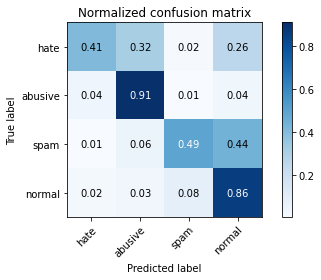 Normalized confusion matrix
True label
hate 0.41 0.32 0.02 0.26
abusive 0.04 0.91 0.01 0.04
spam 0.01 0.06 0.49 0.44
normal 0.02 0.03 0.08 0.86
hate abusive spam normal
Predicted label
0.8
0.6
0.4
0.2